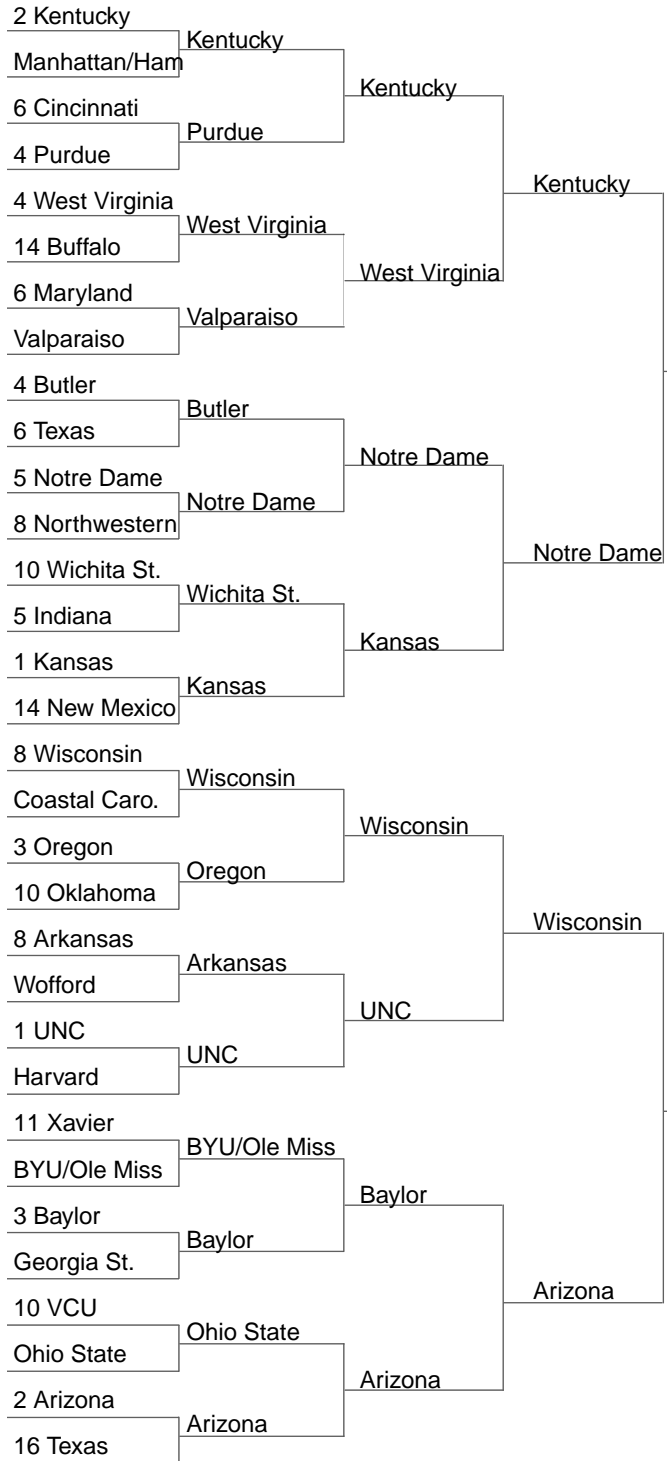 2 Kentucky
Manhattan/Ham
6 Cincinnati
4 Purdue
4 West Virginia
14 Buffalo
6 Maryland
Valparaiso
4 Butler
6 Texas
5 Notre Dame
8 Northwestern
10 Wichita St.
5 Indiana
1 Kansas
14 New Mexico
8 Wisconsin
Coastal Caro.
3 Oregon
10 Oklahoma
8 Arkansas
Wofford
1 UNC
Harvard
11 Xavier
BYU/Ole Miss
3 Baylor
Georgia St.
10 VCU
Ohio State
2 Arizona
16 Texas
Kentucky
Purdue
West Virginia
Valparaiso
Butler
Notre Dame
Wichita St.
Kansas
Wisconsin
Oregon
Arkansas
UNC
BYU/Ole Miss
Baylor
Ohio State
Arizona
Kentucky
West Virginia
Notre Dame
Kansas
Wisconsin
UNC
Baylor
Arizona
Kentucky
Notre Dame
Wisconsin
Arizona